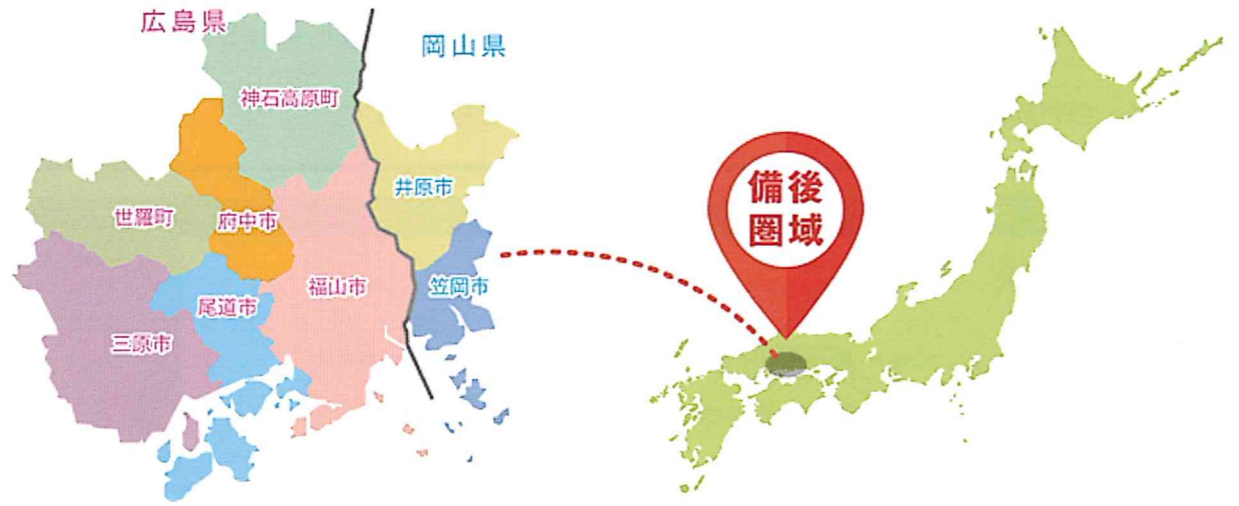 広島県
岡山県
神石高原町
井原市
世羅町
府中市
福山市
笠岡市
尾道市
三原市
備後
圏域